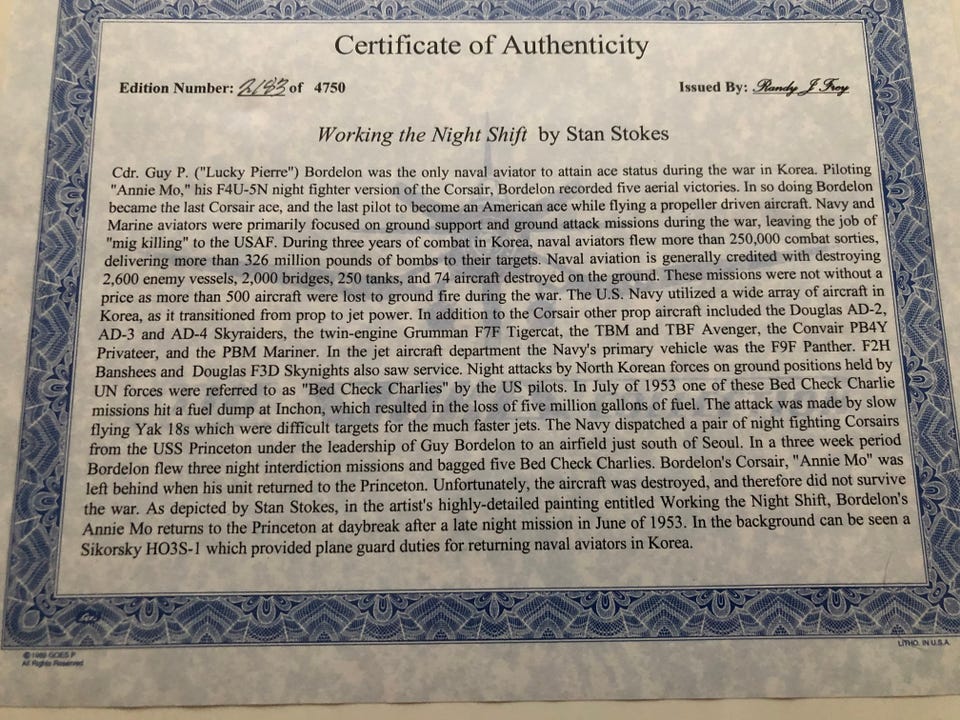 Certificate of Authenticity
Edition Number: 2183 of 4750 Issued By: Randy J Frey
Working the Night Shift by Stan Stokes
Cdr. Guy P. ("Lucky Pierre") Bordelon was the only naval aviator to attain ace status during the war in Korea. Piloting
"Annie Mo," his F4U-5N night fighter version of the Corsair, Bordelon recorded five aerial victories. In so doing Bordelon
became the last Corsair ace, and the last pilot to become an American ace while flying a propeller driven aircraft. Navy and
Marine aviators were primarily focused on ground support and ground attack missions during the war, leaving the job of
"mig killing" to the USAF. During three years of combat in Korea, naval aviators flew more than 250,000 combat sorties,
delivering more than 326 million pounds of bombs to their targets. Naval aviation is generally credited with destroying
2,600 enemy vessels, 2,000 bridges, 250 tanks, and 74 aircraft destroyed on the ground. These missions were not without a
price as more than 500 aircraft were lost to ground fire during the war. The U.S. Navy utilized a wide array of aircraft in
Korea, as it transitioned from prop to jet power. In addition to the Corsair other prop aircraft included the Douglas AD-2,
AD-3 and AD-4 Skyraiders, the twin-engine Grumman F7F Tigercat, the TBM and TBF Avenger, the Convair PB4Y
Privateer, and the PBM Mariner. In the jet aircraft department the Navy's primary vehicle was the F9F Panther. F2H
Banshees and Douglas F3D Skynights also saw service. Night attacks by North Korean forces on ground positions held by
UN forces were referred to as "Bed Check Charlies" by the US pilots. In July of 1953 one of these Bed Check Charlie
missions hit a fuel dump at Inchon, which resulted in the loss of five million gallons of fuel. The attack was made by slow
flying Yak 18s which were difficult targets for the much faster jets. The Navy dispatched a pair of night fighting Corsairs
from the USS Princeton under the leadership of Guy Bordelon to an airfield just south of Seoul. In a three week period
Bordelon flew three night interdiction missions and bagged five Bed Check Charlies. Bordelon's Corsair, "Annie Mo" was
left behind when his unit returned to the Princeton. Unfortunately, the aircraft was destroyed, and therefore did not survive
the war. As depicted by Stan Stokes, in the artist's highly-detailed painting entitled Working the Night Shift, Bordelon's
Annie Mo returns to the Princeton at daybreak after a late night mission in June of 1953. In the background can be seen a
Sikorsky HO3S-1 which provided plane guard duties for returning naval aviators in Korea.
© 1989 GOES P
All Rights Reserved
LITHO. IN U.S.A.